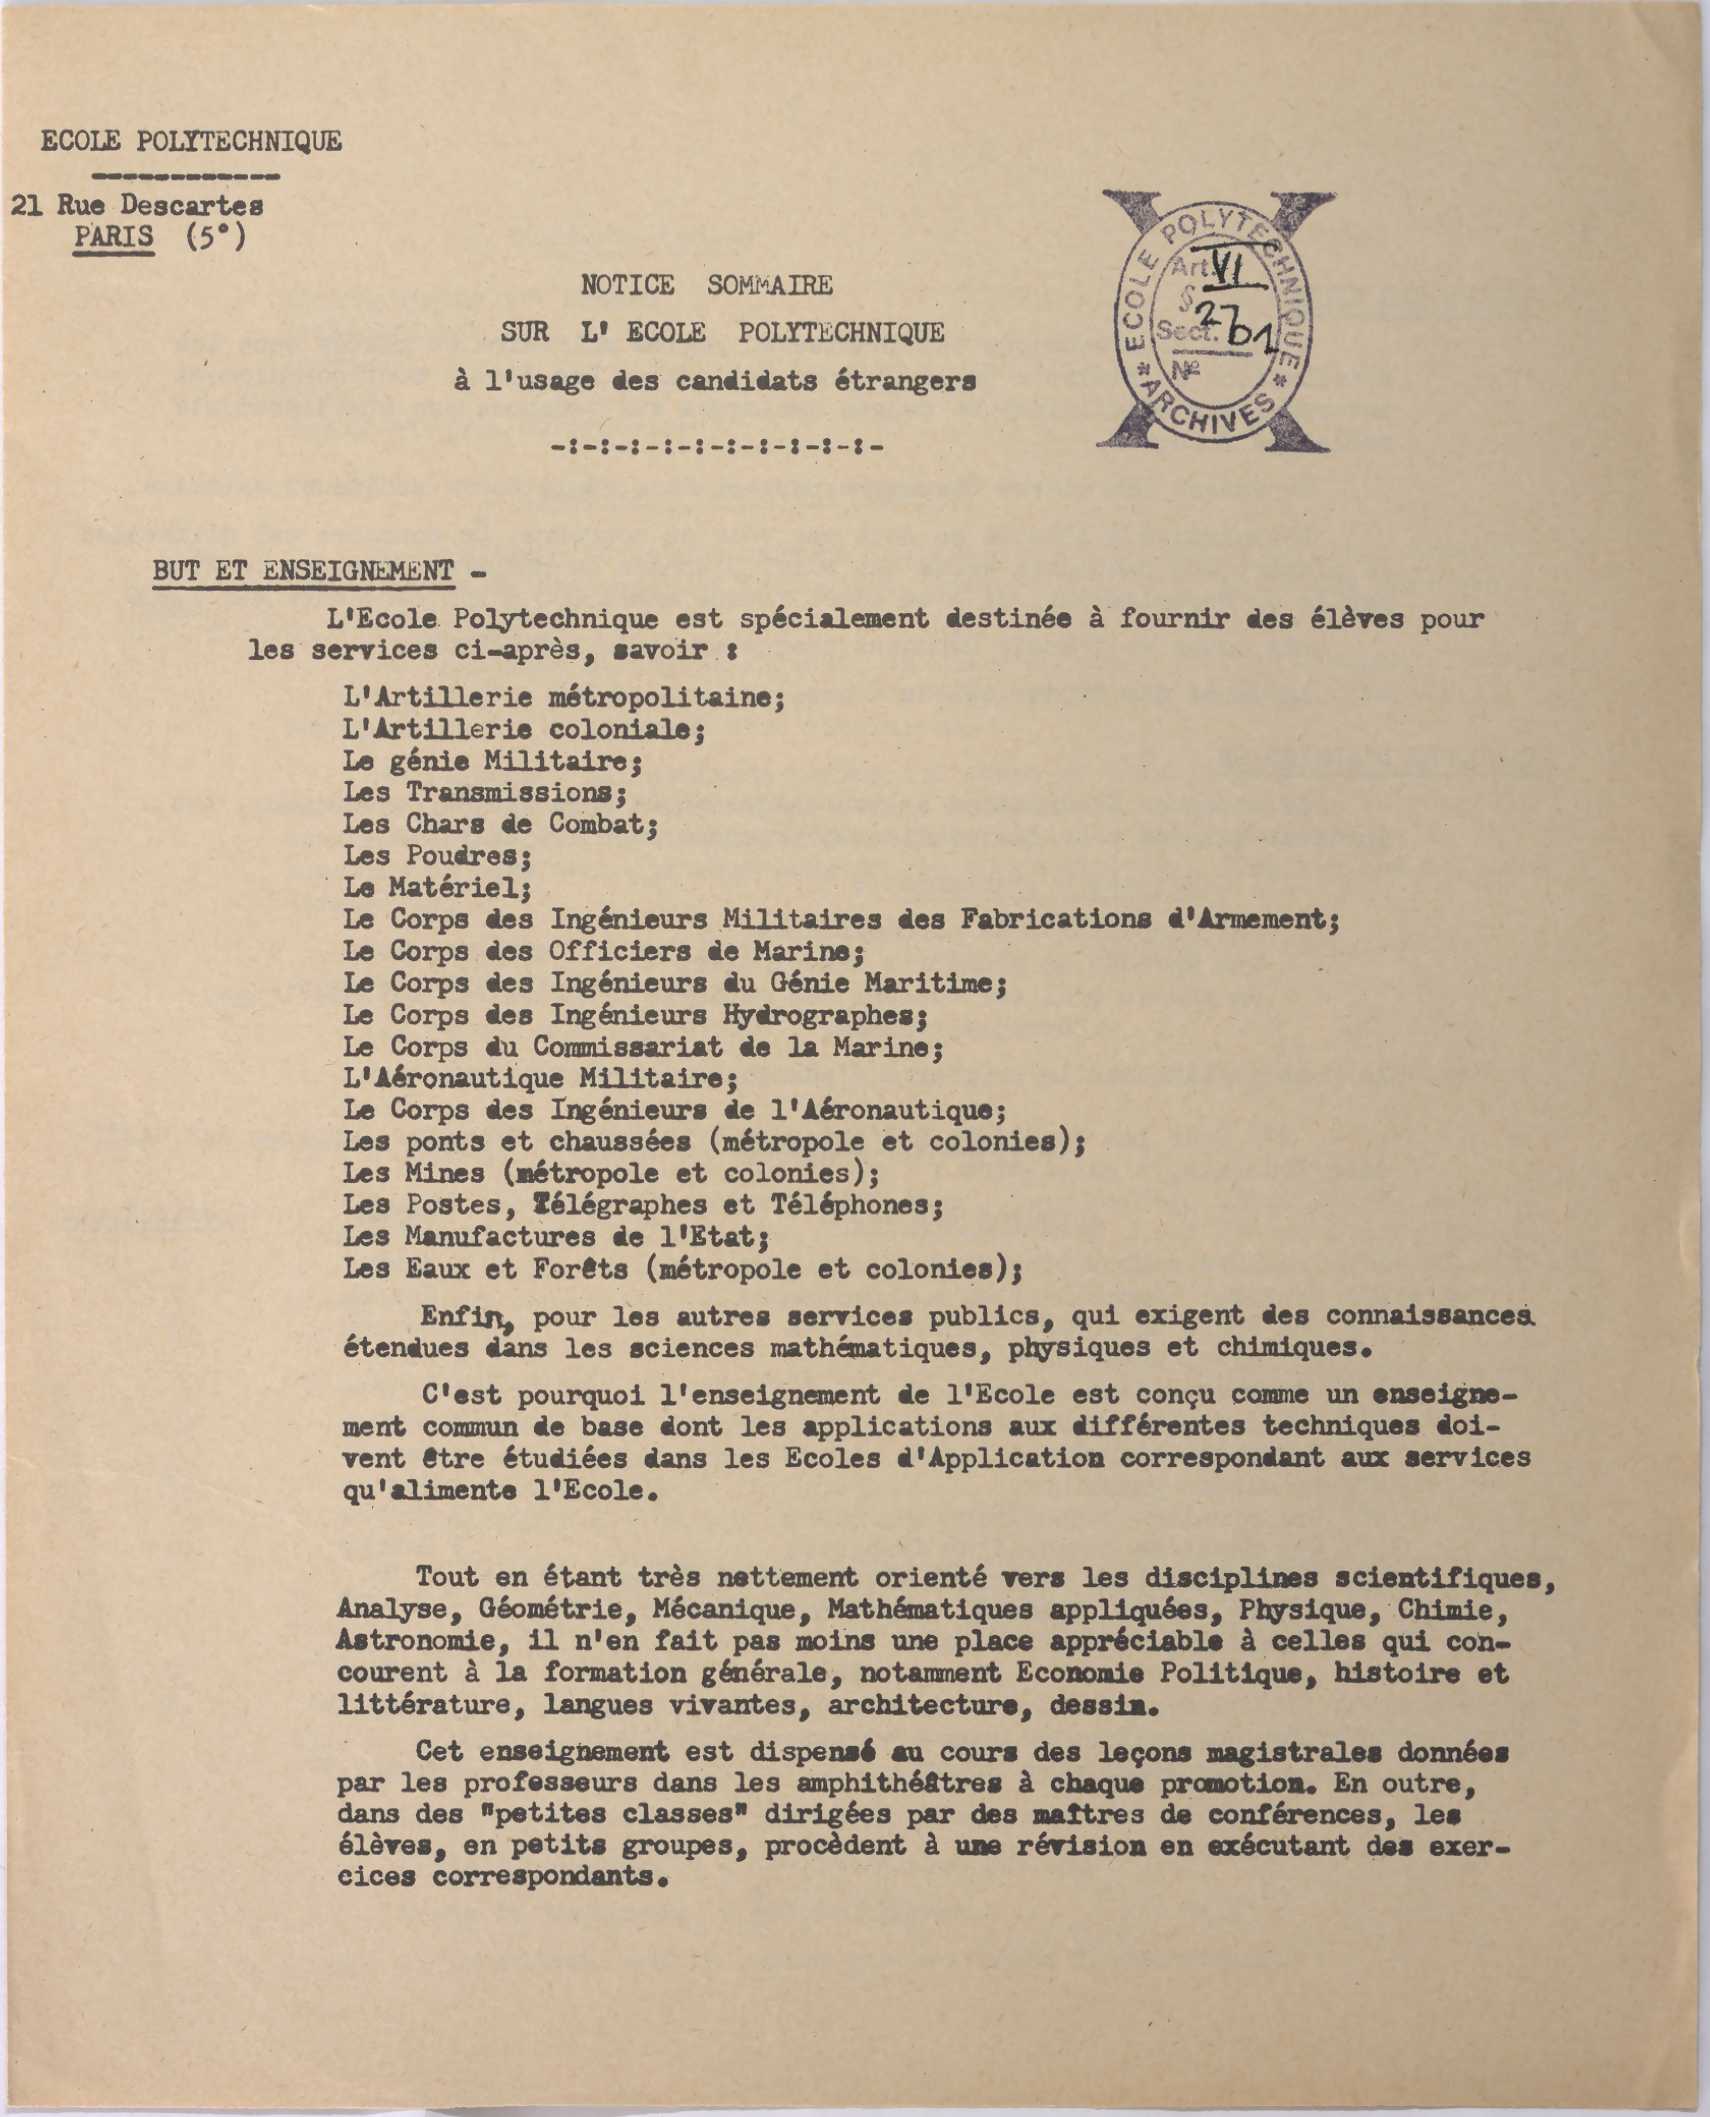 ECOLE POLYTECHNIQUE
------------
21 Rue Descartes
PARIS (5°)
ECOLE POLYTECHNIQUE
* ARCHIVES *
Art. VI
§ 27
Sect. 01
N°
NOTICE SOMMAIRE
SUR L' ECOLE POLYTECHNIQUE
à l'usage des candidats étrangers
-:-:-:-:-:-:-:-:-:-:-
BUT ET ENSEIGNEMENT -
L'Ecole Polytechnique est spécialement destinée à fournir des élèves pour
les services ci-après, savoir :
L'Artillerie métropolitaine;
L'Artillerie coloniale;
Le génie Militaire;
Les Transmissions;
Les Chars de Combat;
Les Poudres;
Le Matériel;
Le Corps des Ingénieurs Militaires des Fabrications d'Armement;
Le Corps des Officiers de Marine;
Le Corps des Ingénieurs du Génie Maritime;
Le Corps des Ingénieurs Hydrographes;
Le Corps du Commissariat de la Marine;
L'Aéronautique Militaire;
Le Corps des Ingénieurs de l'Aéronautique;
Les ponts et chaussées (métropole et colonies);
Les Mines (métropole et colonies);
Les Postes, Télégraphes et Téléphones;
Les Manufactures de l'Etat;
Les Eaux et Forêts (métropole et colonies);
Enfin, pour les autres services publics, qui exigent des connaissances
étendues dans les sciences mathématiques, physiques et chimiques.
C'est pourquoi l'enseignement de l'Ecole est conçu comme un enseigne-
ment commun de base dont les applications aux différentes techniques doi-
vent être étudiées dans les Ecoles d'Application correspondant aux services
qu'alimente l'Ecole.
Tout en étant très nettement orienté vers les disciplines scientifiques,
Analyse, Géométrie, Mécanique, Mathématiques appliquées, Physique, Chimie,
Astronomie, il n'en fait pas moins une place appréciable à celles qui con-
courent à la formation générale, notamment Economie Politique, histoire et
littérature, langues vivantes, architecture, dessin.
Cet enseignement est dispensé au cours des leçons magistrales données
par les professeurs dans les amphithéâtres à chaque promotion. En outre,
dans des "petites classes" dirigées par des maîtres de conférences, les
élèves, en petits groupes, procèdent à une révision en exécutant des exer-
cices correspondants.